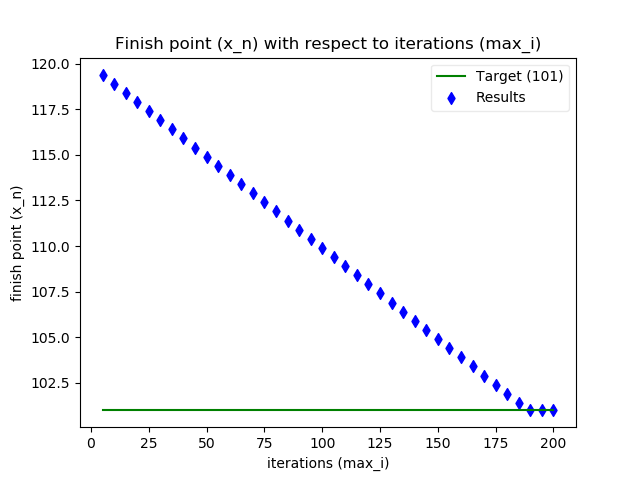 Finish point (x_n) with respect to iterations (max_i)
120.0
117.5
115.0
112.5
110.0
107.5
105.0
102.5
finish point (x_n)
Target (101)
Results
0 25 50 75 100 125 150 175 200
iterations (max_i)